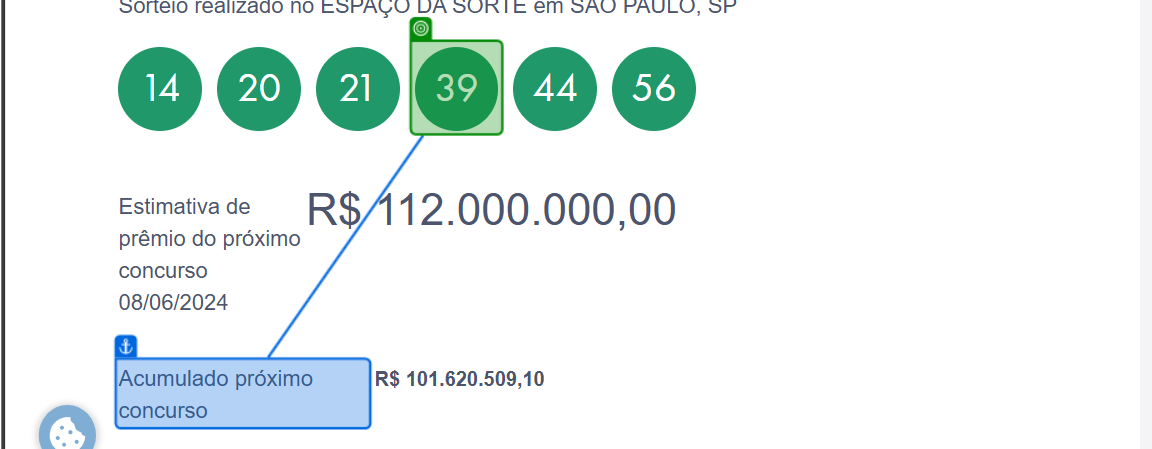 Sorteio realizado no ESPAÇO DA SORTE em SÃO PAULO, SP
14 20 21 39 44 56
Estimativa de
prêmio do próximo
concurso
08/06/2024
R$ 112.000.000,00
Acumulado próximo
concurso
R$ 101.620.509,10